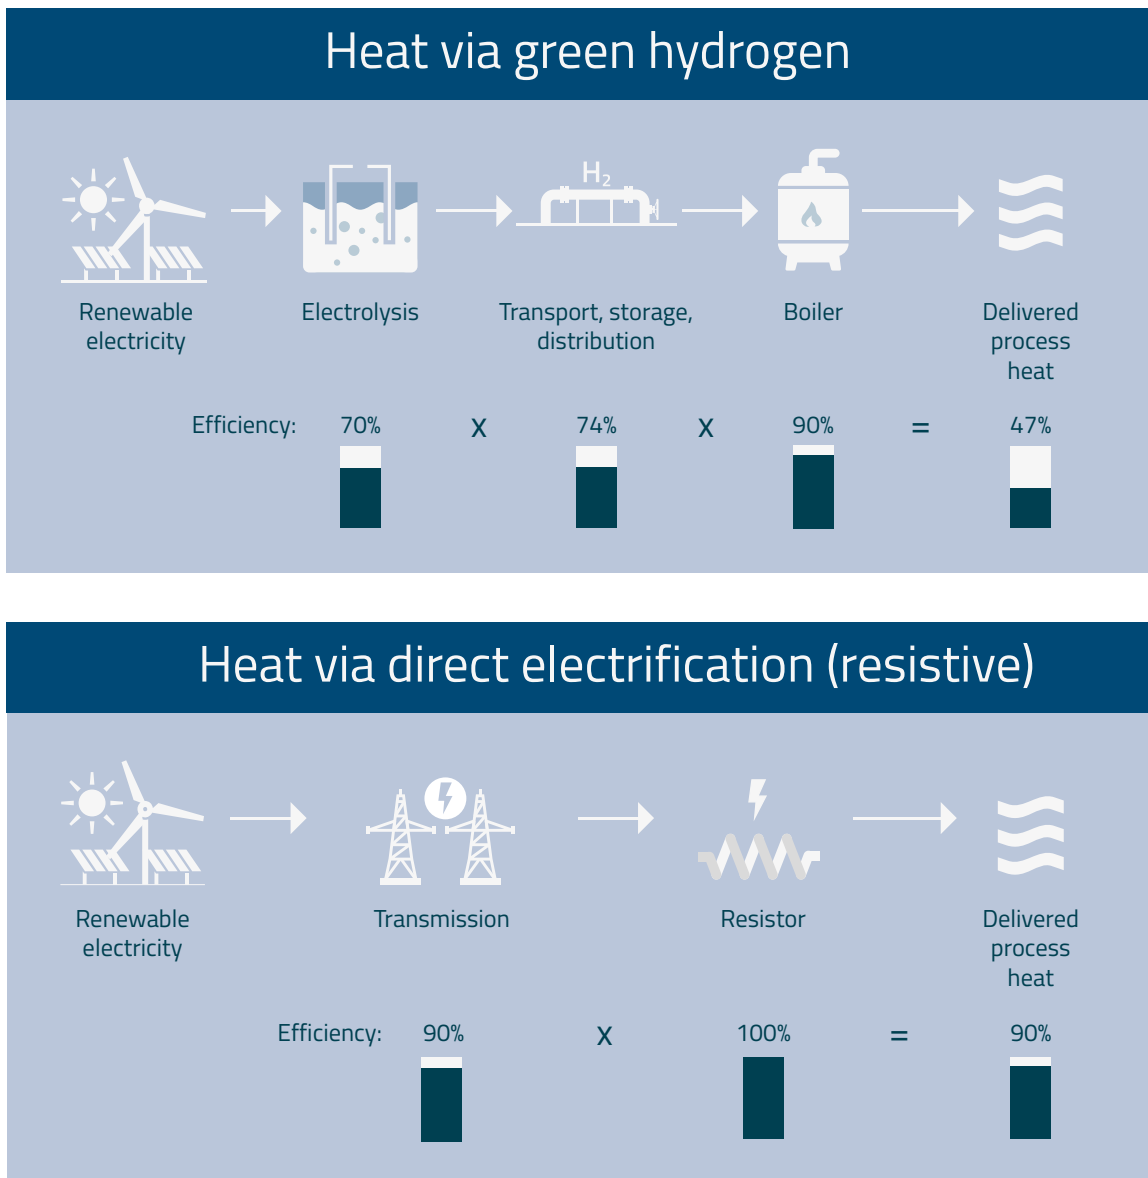 Heat via green hydrogen
H2
Renewable
electricity
Electrolysis
Transport, storage,
distribution
Boiler
Delivered
process
heat
Efficiency: 70% x 74% x 90% = 47%
Heat via direct electrification (resistive)
Renewable
electricity
Transmission
Resistor
Delivered
process
heat
Efficiency: 90% x 100% = 90%